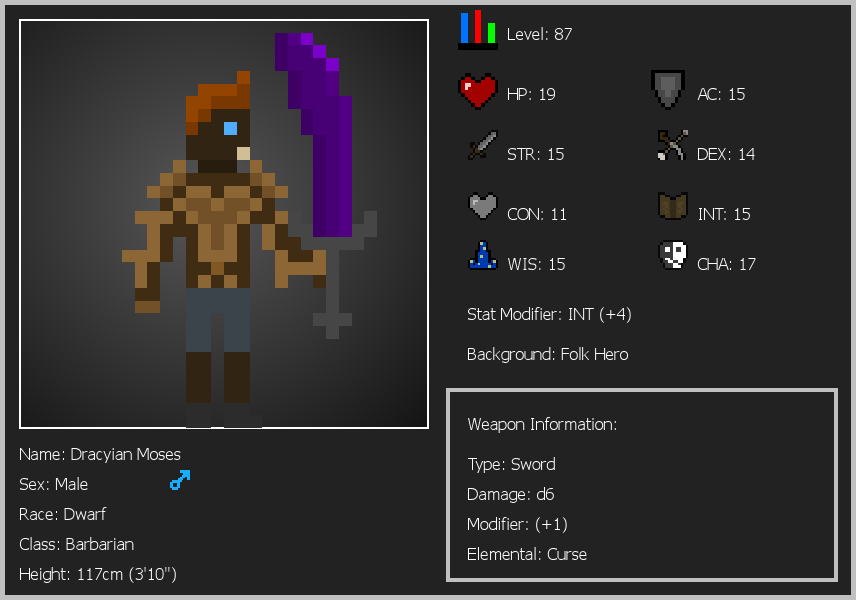 Level: 87
HP: 19
AC: 15
STR: 15
DEX: 14
CON: 11
INT: 15
WIS: 15
CHA: 17
Stat Modifier: INT (+4)
Background: Folk Hero
Weapon Information:
Type: Sword
Damage: d6
Modifier: (+1)
Elemental: Curse
Name: Dracyian Moses
Sex: Male
Race: Dwarf
Class: Barbarian
Height: 117cm (3'10")